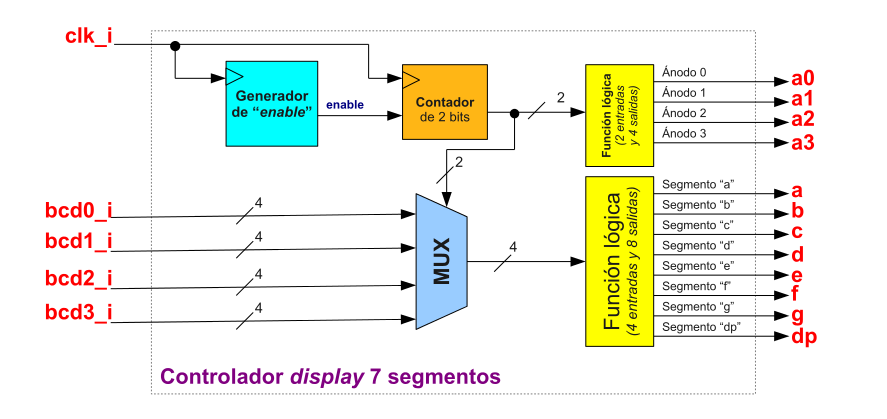 clk_i
Generador
de “enable”
enable
Contador
de 2 bits
2
Función lógica
(2 entradas
y 4 salidas)
Ánodo 0
a0
Ánodo 1
a1
Ánodo 2
a2
Ánodo 3
a3
2
bcd0_i
4
bcd1_i
4
bcd2_i
4
bcd3_i
4
MUX
4
Función lógica
(4 entradas y 8 salidas)
Segmento “a”
a
Segmento “b”
b
Segmento “c”
c
Segmento “d”
d
Segmento “e”
e
Segmento “f”
f
Segmento “g”
g
Segmento “dp”
dp
Controlador display 7 segmentos